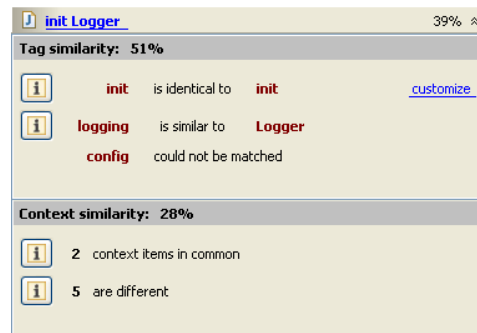 J init Logger 39%
Tag similarity: 51%
i init is identical to init customize
i logging is similar to Logger
config could not be matched
Context similarity: 28%
i 2 context items in common
i 5 are different